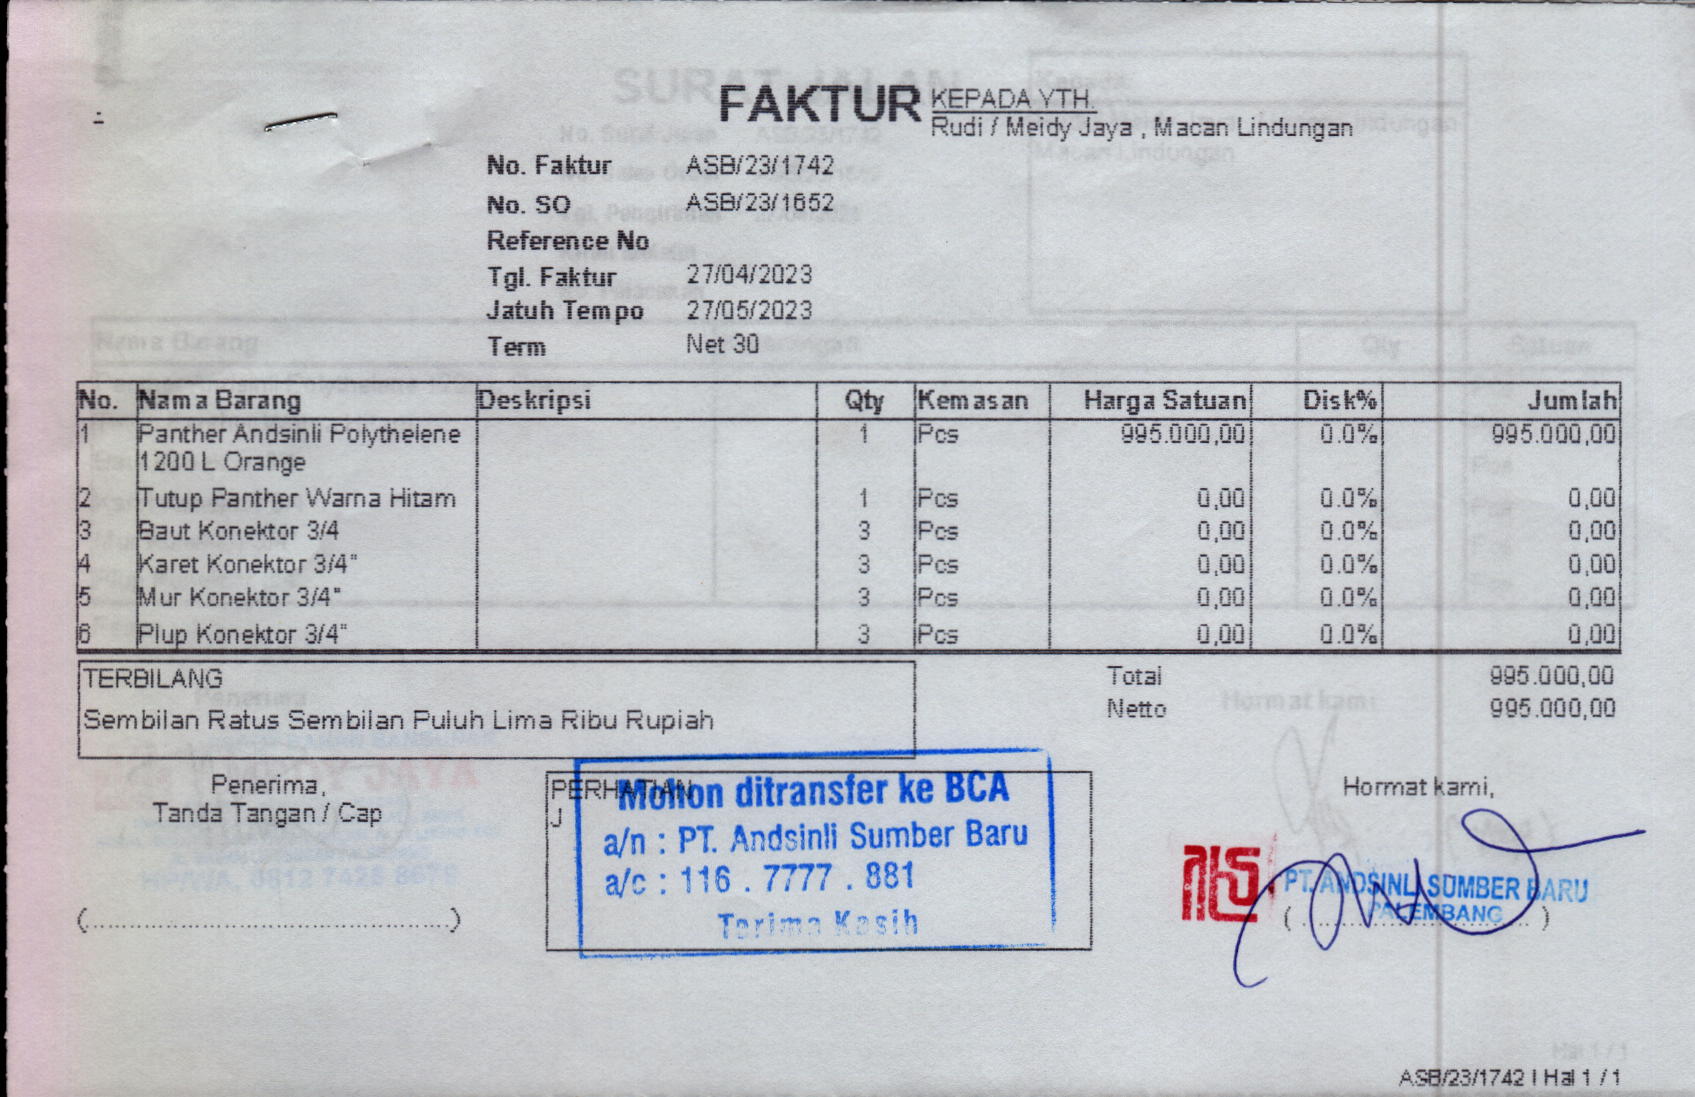 FAKTUR
KEPADA YTH.
Rudi / Meidy Jaya , Macan Lindungan
No. Faktur ASB/23/1742
No. SO ASB/23/1652
Reference No
Tgl. Faktur 27/04/2023
Jatuh Tempo 27/05/2023
Term Net 30
No. Nama Barang Deskripsi Qty Kemasan Harga Satuan Disk% Jumlah
1 Panther Andsinli Polythelene 1 Pcs 995.000,00 0.0% 995.000,00
1200 L Orange
2 Tutup Panther Warna Hitam 1 Pcs 0,00 0.0% 0,00
3 Baut Konektor 3/4 3 Pcs 0,00 0.0% 0,00
4 Karet Konektor 3/4" 3 Pcs 0,00 0.0% 0,00
5 Mur Konektor 3/4" 3 Pcs 0,00 0.0% 0,00
6 Plup Konektor 3/4" 3 Pcs 0,00 0.0% 0,00
TERBILANG
Sembilan Ratus Sembilan Puluh Lima Ribu Rupiah
Total 995.000,00
Netto 995.000,00
Penerima,
Tanda Tangan / Cap
(................................................)
PERHATIAN
J
Mohon ditransfer ke BCA
a/n : PT. Andsinli Sumber Baru
a/c : 116 . 7777 . 881
Terima Kasih
Hormat kami,
PT. ANDSINLI SUMBER BARU
PALEMBANG
(................................)
ASB/23/1742 | Hal 1 / 1